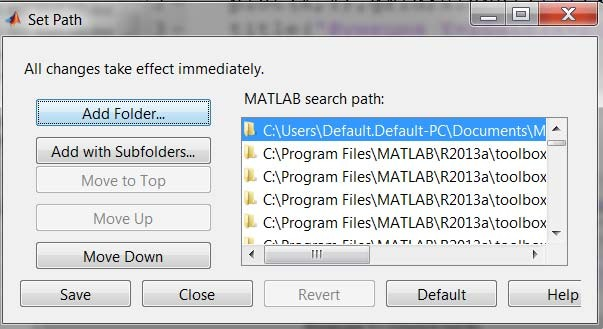 Set Path
All changes take effect immediately.
Add Folder...
Add with Subfolders...
Move to Top
Move Up
Move Down
MATLAB search path:
C:\Users\Default.Default-PC\Documents\M
C:\Program Files\MATLAB\R2013a\toolbox
C:\Program Files\MATLAB\R2013a\toolbox
C:\Program Files\MATLAB\R2013a\toolbox
C:\Program Files\MATLAB\R2013a\toolbox
C:\Program Files\MATLAB\R2013a\toolbox
Save
Close
Revert
Default
Help